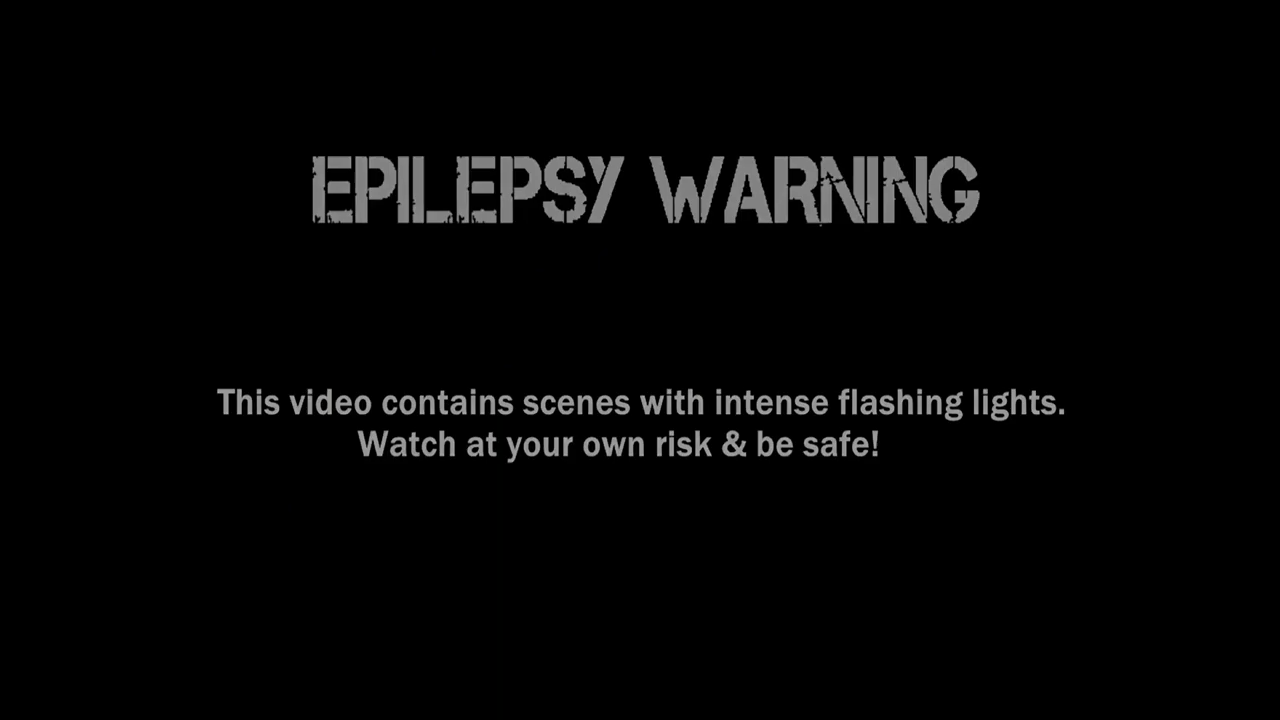 EPILEPSY WARNING
This video contains scenes with intense flashing lights.
Watch at your own risk & be safe!